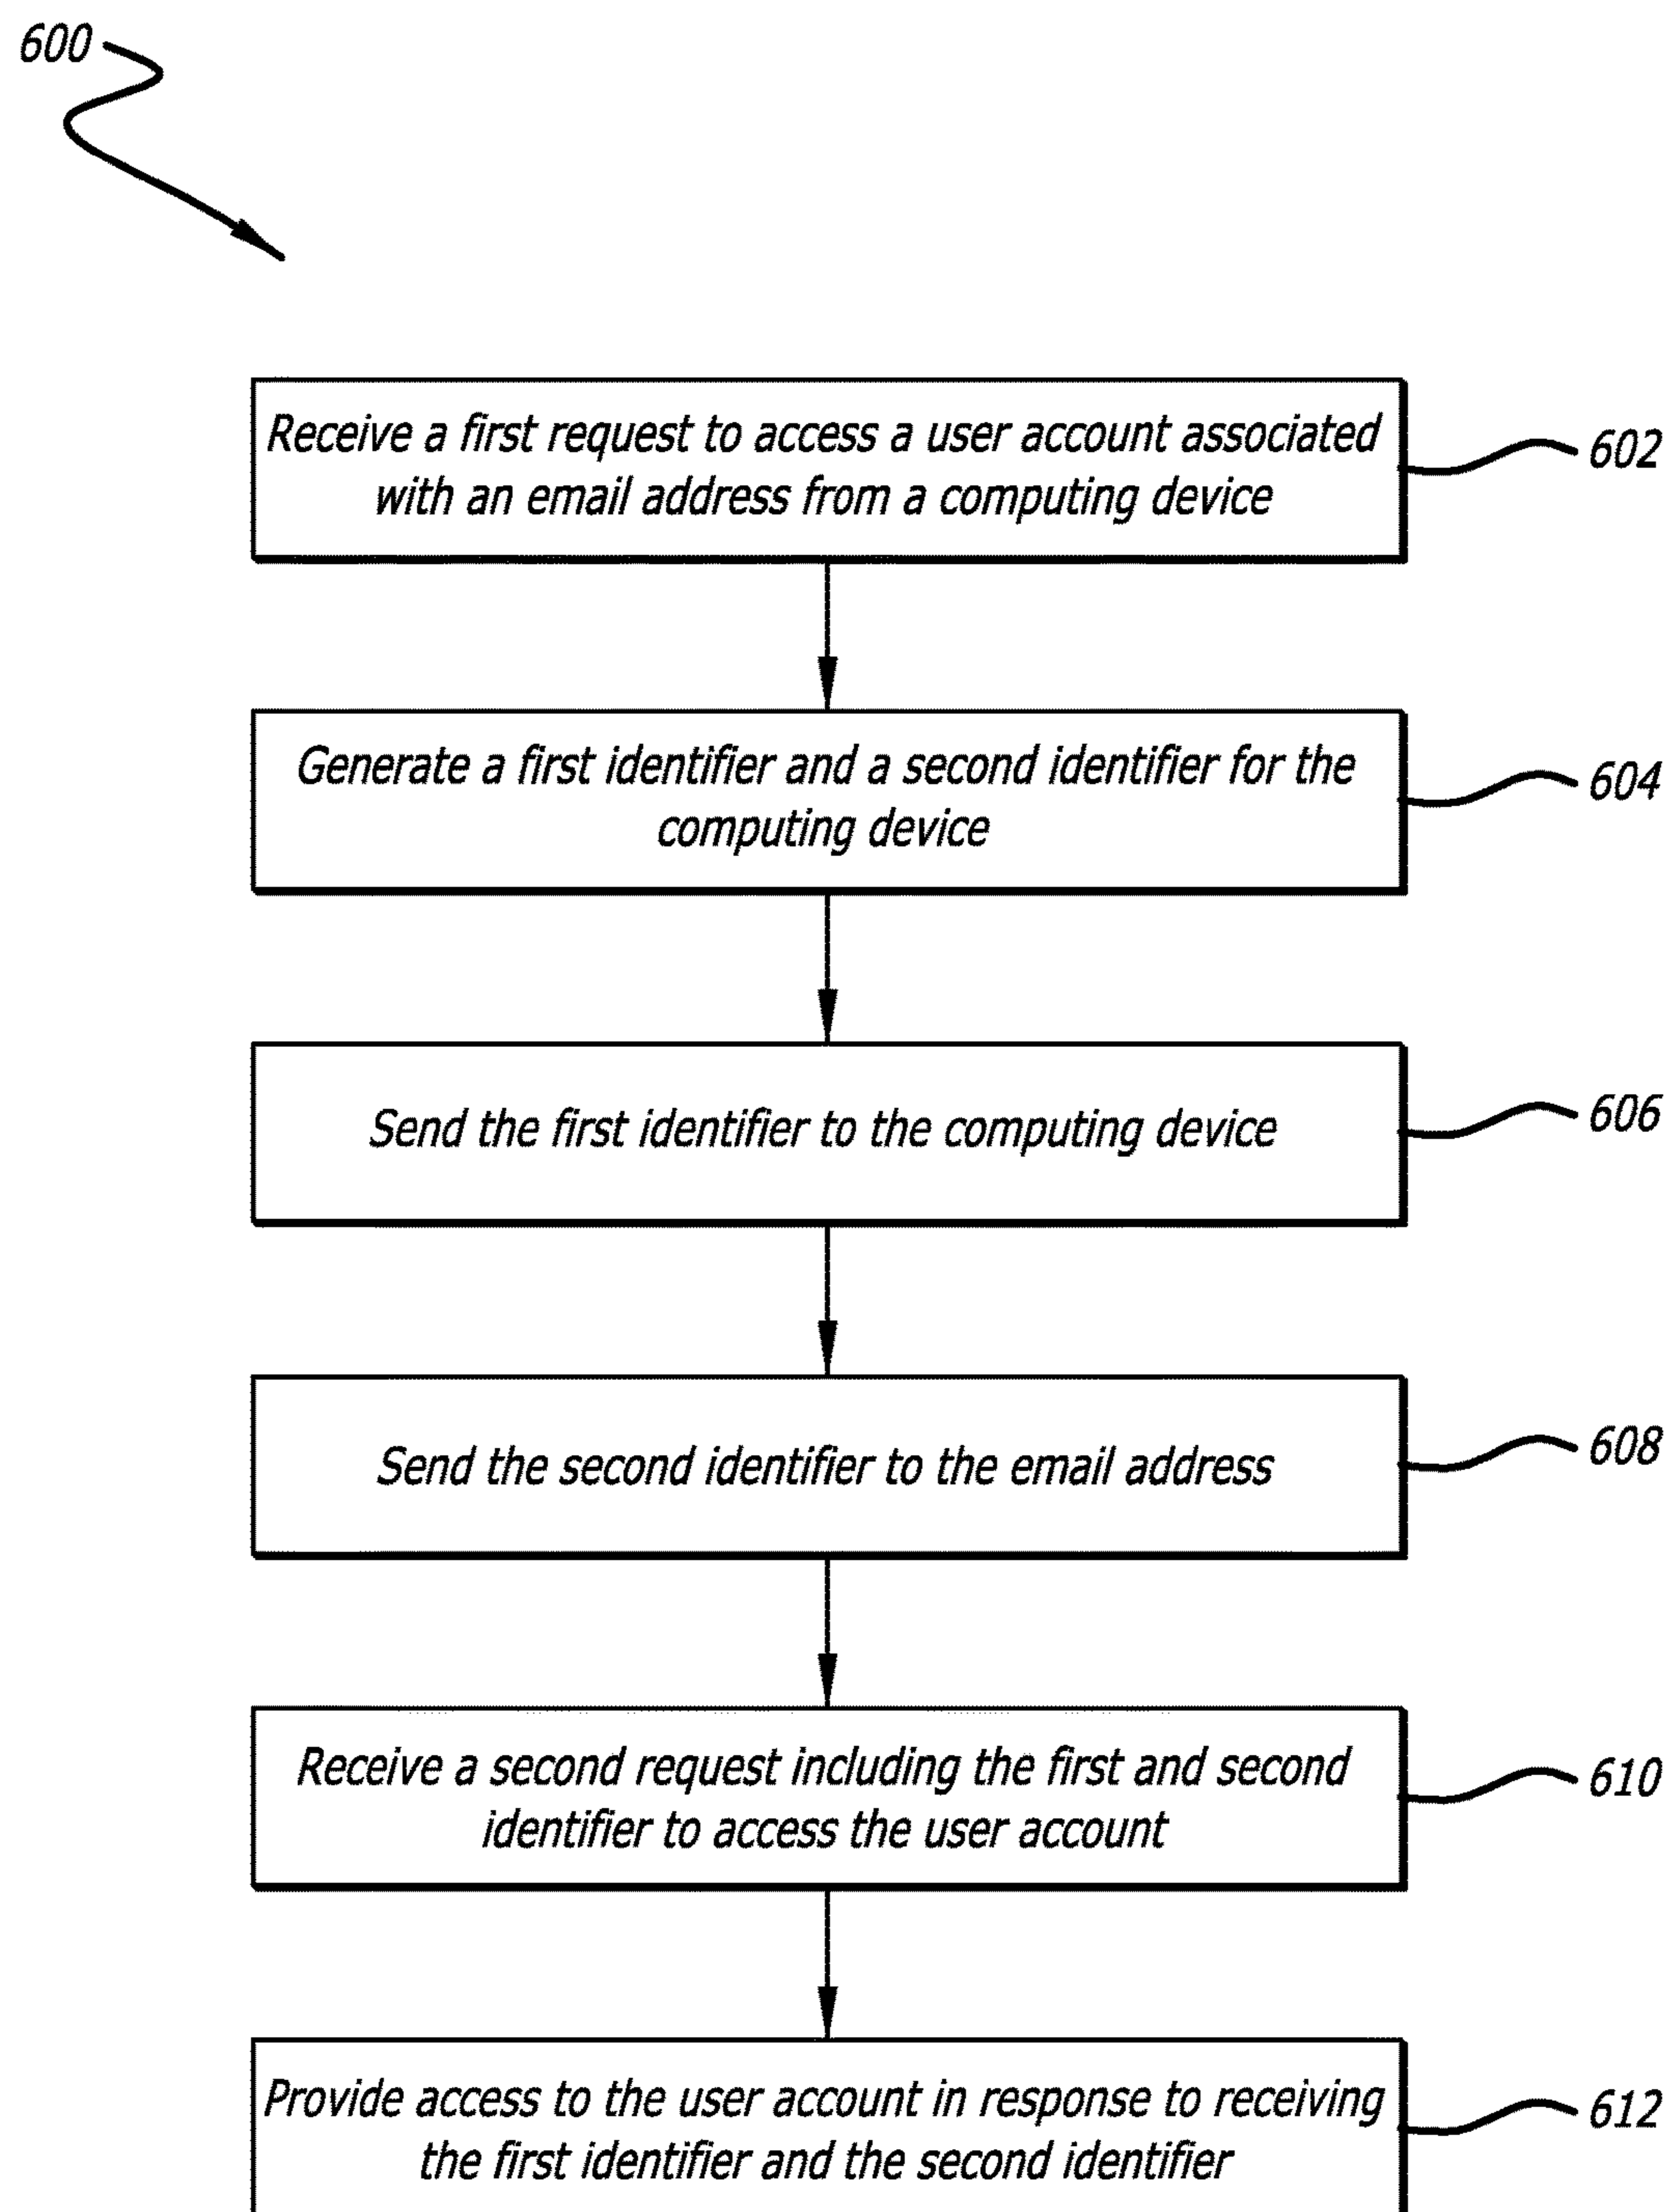 600
Receive a first request to access a user account associated
with an email address from a computing device
602
Generate a first identifier and a second identifier for the
computing device
604
Send the first identifier to the computing device
606
Send the second identifier to the email address
608
Receive a second request including the first and second
identifier to access the user account
610
Provide access to the user account in response to receiving
the first identifier and the second identifier
612